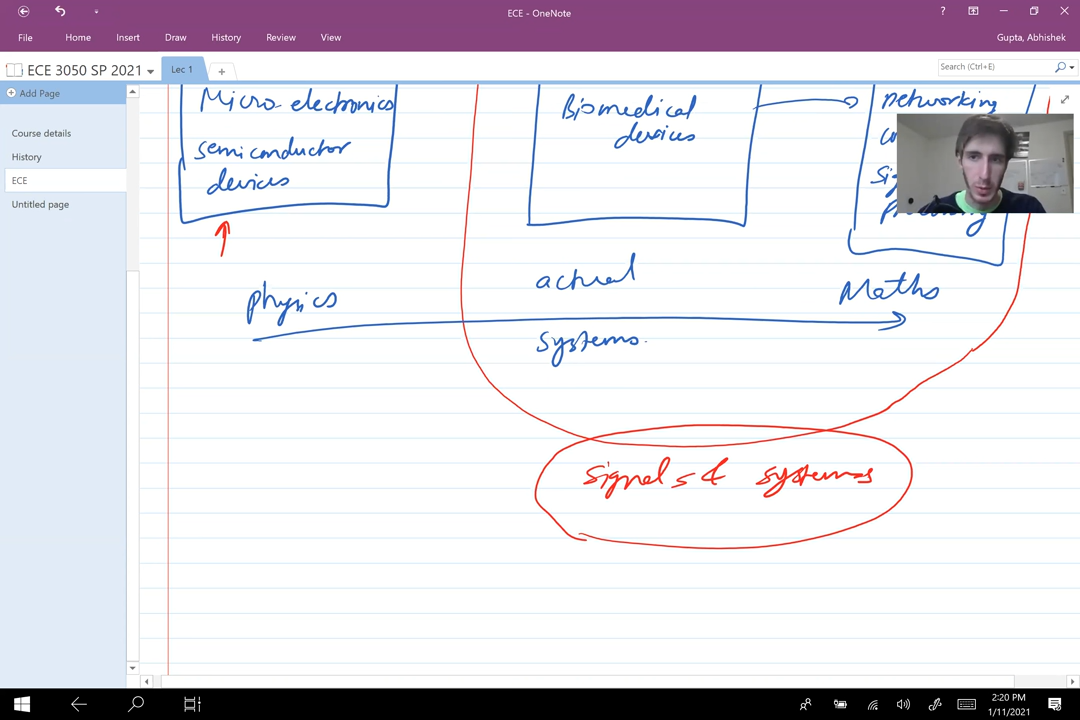 ECE - OneNote
?
File
Home
Insert
Draw
History
Review
View
Gupta, Abhishek
ECE 3050 SP 2021
Lec 1
+
Search (Ctrl+E)
Add Page
Course details
History
ECE
Untitled page
Micro electronics
semiconductor
devices
Biomedical
devices
networking
physics
actual
systems.
Maths
signals & systems
2:20 PM
1/11/2021